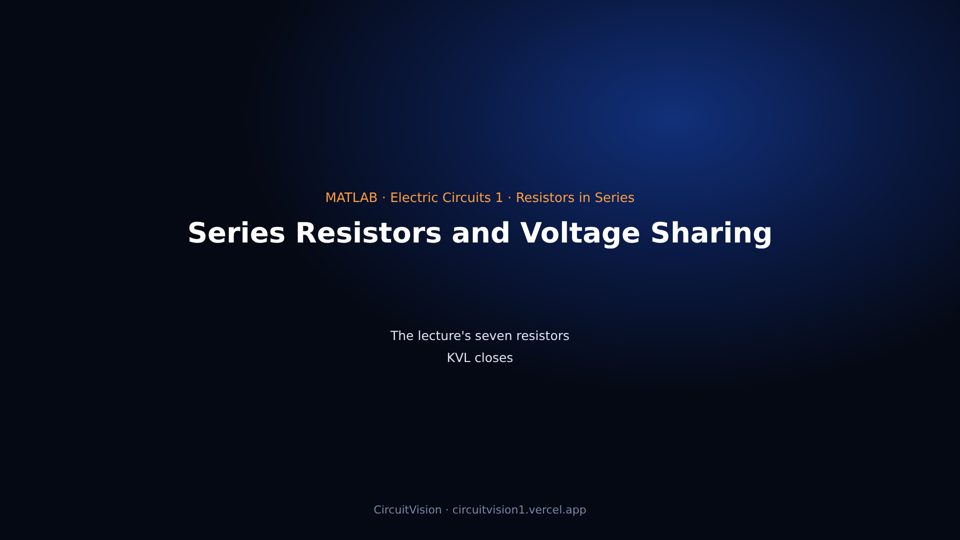 MATLAB · Electric Circuits 1 · Resistors in Series
Series Resistors and Voltage Sharing
The lecture's seven resistors
KVL closes
CircuitVision · circuitvision1.vercel.app